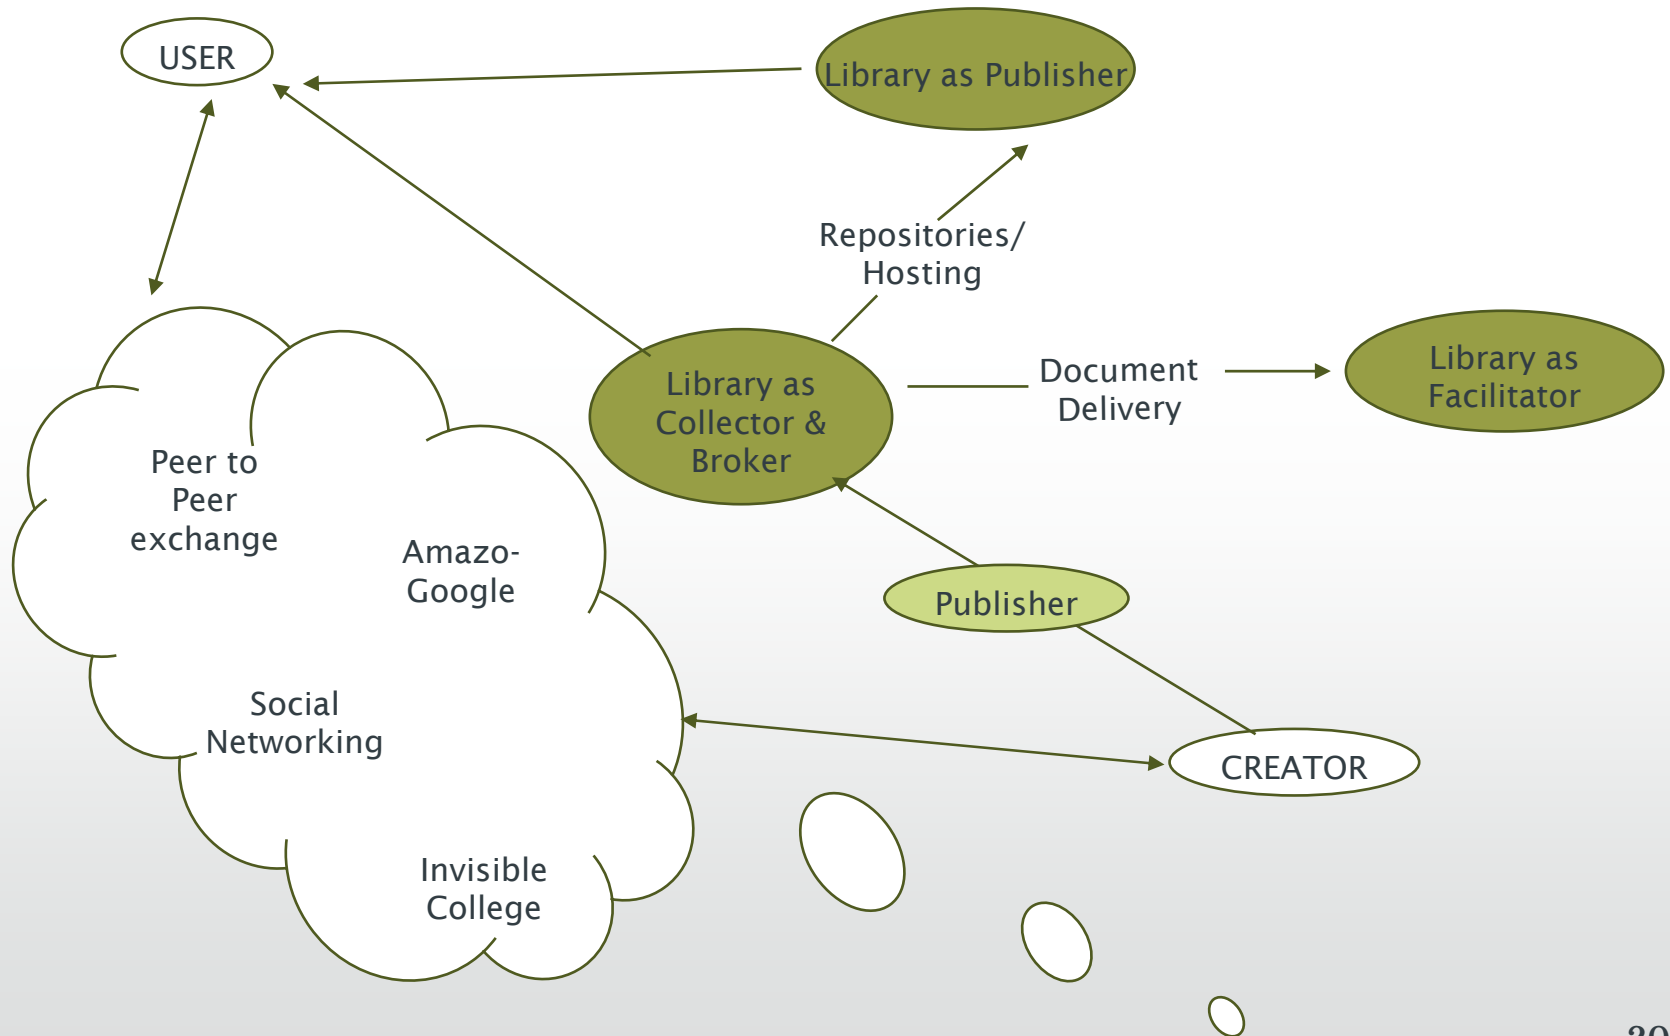 USER
Library as Publisher
Repositories/
Hosting
Library as
Collector &
Broker
Document
Delivery
Library as
Facilitator
Peer to
Peer
exchange
Amazo-
Google
Publisher
Social
Networking
CREATOR
Invisible
College